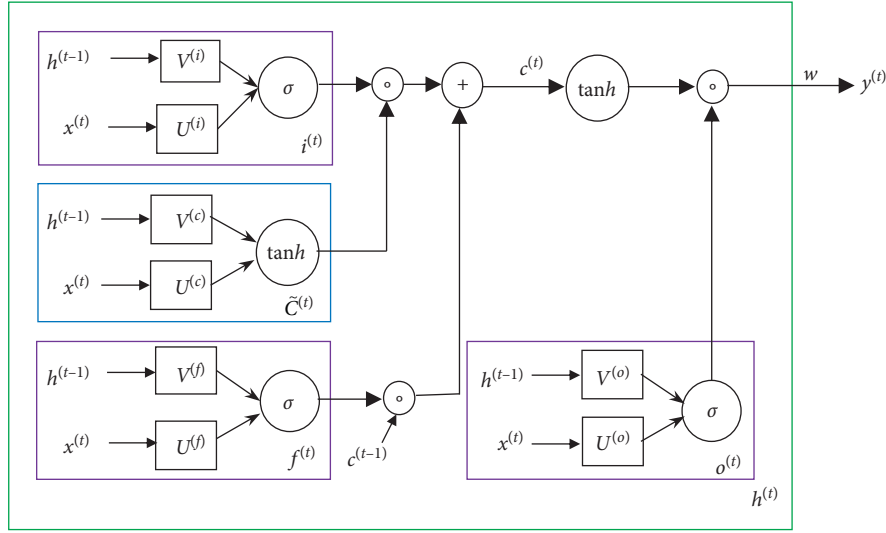 h^(t–1) V^(i)
σ
x^(t) U^(i)
i^(t)
∘ + c^(t) tanh ∘ w y^(t)
h^(t–1) V^(c)
tanh
x^(t) U^(c)
C̃^(t)
h^(t–1) V^(f)
σ ∘
x^(t) U^(f)
f^(t) c^(t–1)
h^(t–1) V^(o)
σ
x^(t) U^(o)
o^(t)
h^(t)